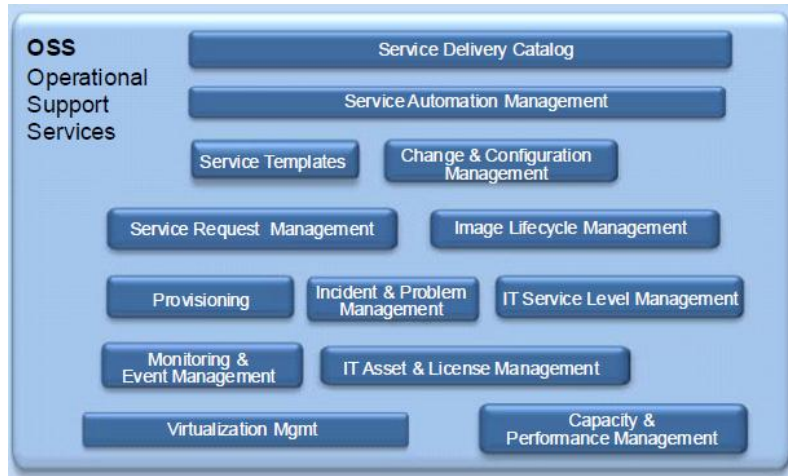 OSS
Operational
Support
Services
Service Delivery Catalog
Service Automation Management
Service Templates
Change & Configuration
Management
Service Request Management
Image Lifecycle Management
Provisioning
Incident & Problem
Management
IT Service Level Management
Monitoring &
Event Management
IT Asset & License Management
Virtualization Mgmt
Capacity &
Performance Management